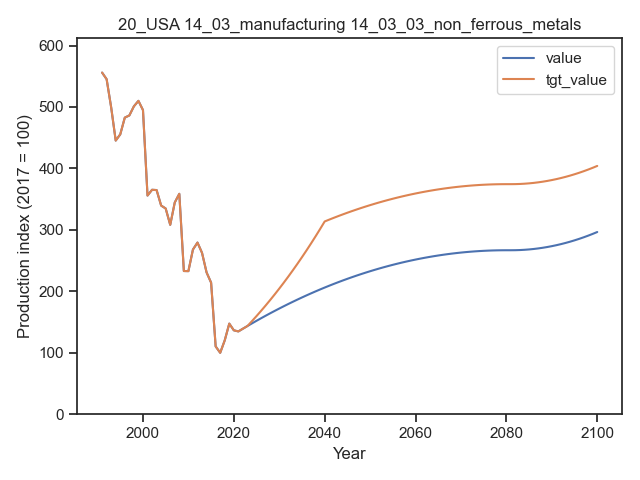 20_USA 14_03_manufacturing 14_03_03_non_ferrous_metals
value
tgt_value
Production index (2017 = 100)
600
500
400
300
200
100
0
2000
2020
2040
2060
2080
2100
Year